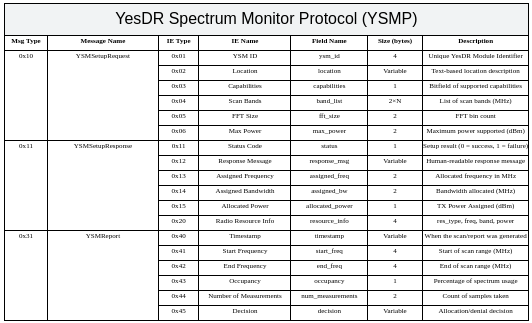 YesDR Spectrum Monitor Protocol (YSMP)
Msg Type Message Name IE Type IE Name Field Name Size (bytes) Description
0x10 YSMSetupRequest 0x01 YSM ID ysm_id 4 Unique YesDR Module Identifier
0x02 Location location Variable Text-based location description
0x03 Capabilities capabilities 1 Bitfield of supported capabilities
0x04 Scan Bands band_list 2×N List of scan bands (MHz)
0x05 FFT Size fft_size 2 FFT bin count
0x06 Max Power max_power 2 Maximum power supported (dBm)
0x11 YSMSetupResponse 0x11 Status Code status 1 Setup result (0 = success, 1 = failure)
0x12 Response Message response_msg Variable Human-readable response message
0x13 Assigned Frequency assigned_freq 2 Allocated frequency in MHz
0x14 Assigned Bandwidth assigned_bw 2 Bandwidth allocated (MHz)
0x15 Allocated Power allocated_power 1 TX Power Assigned (dBm)
0x20 Radio Resource Info resource_info 4 res_type, freq, band, power
0x31 YSMReport 0x40 Timestamp timestamp Variable When the scan/report was generated
0x41 Start Frequency start_freq 4 Start of scan range (MHz)
0x42 End Frequency end_freq 4 End of scan range (MHz)
0x43 Occupancy occupancy 1 Percentage of spectrum usage
0x44 Number of Measurements num_measurements 2 Count of samples taken
0x45 Decision decision Variable Allocation/denial decision